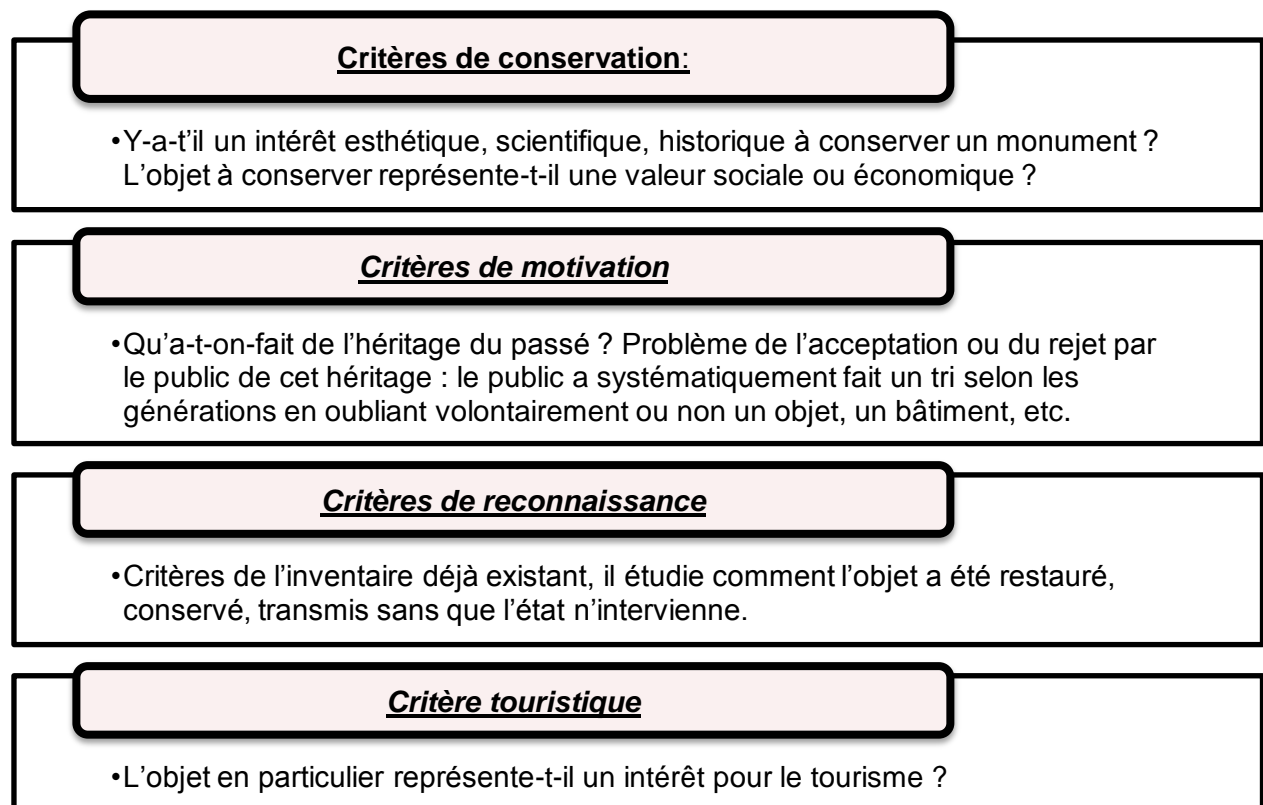 Critères de conservation:
•Y-a-t’il un intérêt esthétique, scientifique, historique à conserver un monument ?
L’objet à conserver représente-t-il une valeur sociale ou économique ?
Critères de motivation
•Qu’a-t-on-fait de l’héritage du passé ? Problème de l’acceptation ou du rejet par
le public de cet héritage : le public a systématiquement fait un tri selon les
générations en oubliant volontairement ou non un objet, un bâtiment, etc.
Critères de reconnaissance
•Critères de l’inventaire déjà existant, il étudie comment l’objet a été restauré,
conservé, transmis sans que l’état n’intervienne.
Critère touristique
•L’objet en particulier représente-t-il un intérêt pour le tourisme ?